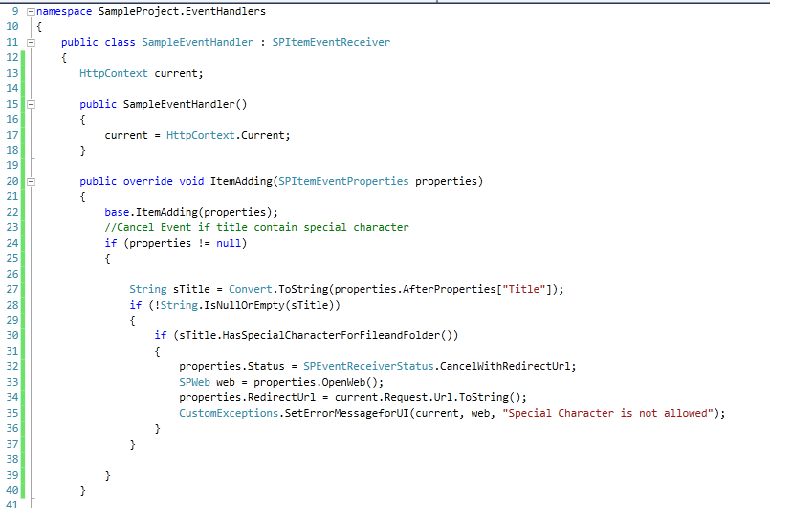 9 namespace SampleProject.EventHandlers
10 {
11 public class SampleEventHandler : SPItemEventReceiver
12 {
13 HttpContext current;
14
15 public SampleEventHandler()
16 {
17 current = HttpContext.Current;
18 }
19
20 public override void ItemAdding(SPItemEventProperties properties)
21 {
22 base.ItemAdding(properties);
23 //Cancel Event if title contain special character
24 if (properties != null)
25 {
26
27 String sTitle = Convert.ToString(properties.AfterProperties["Title"]);
28 if (!String.IsNullOrEmpty(sTitle))
29 {
30 if (sTitle.HasSpecialCharacterForFileandFolder())
31 {
32 properties.Status = SPEventReceiverStatus.CancelWithRedirectUrl;
33 SPWeb web = properties.OpenWeb();
34 properties.RedirectUrl = current.Request.Url.ToString();
35 CustomExceptions.SetErrorMessageforUI(current, web, "Special Character is not allowed");
36 }
37 }
38
39 }
40 }
41